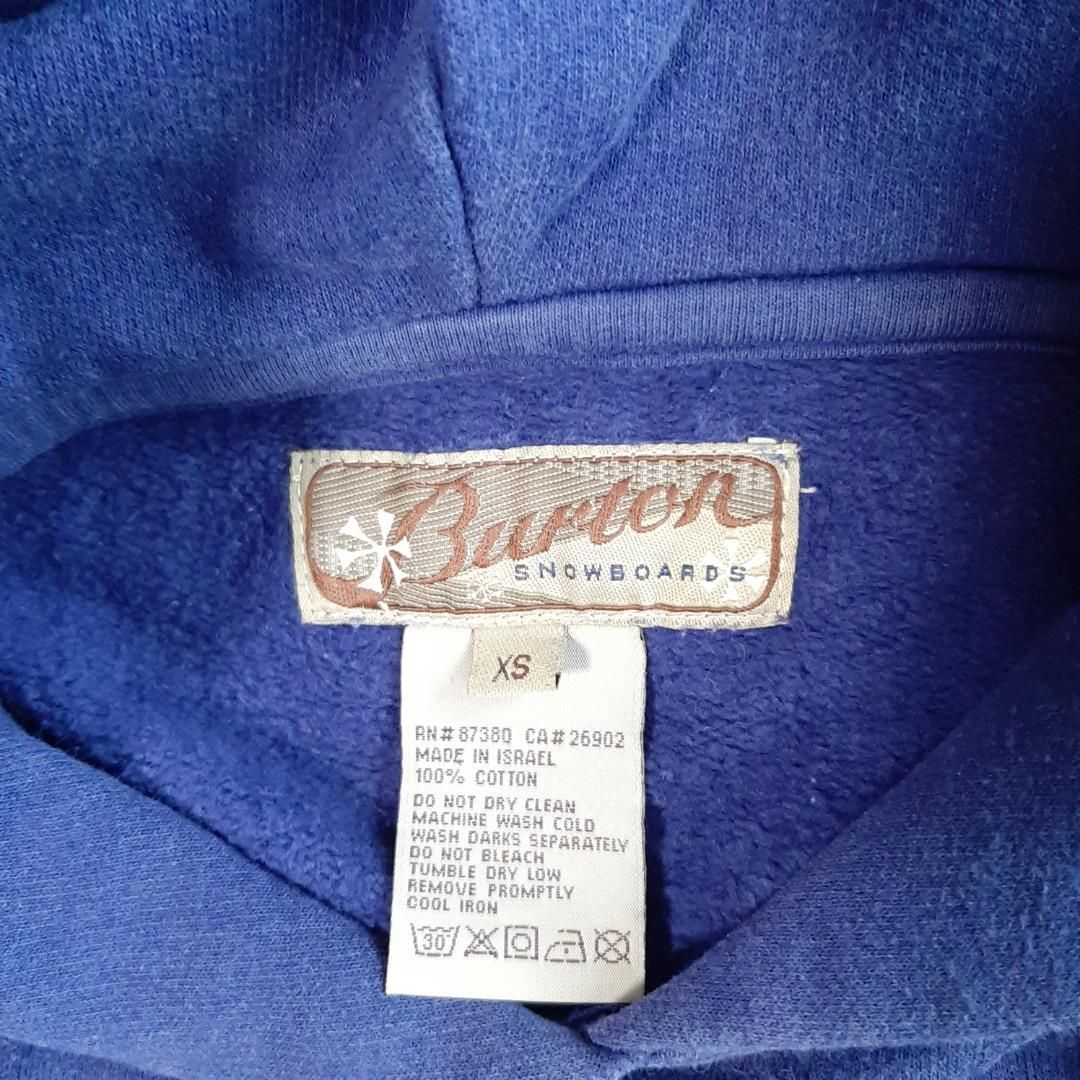 Burton
SNOWBOARDS
XS
RN# 87380 CA# 26902
MADE IN ISRAEL
100% COTTON
DO NOT DRY CLEAN
MACHINE WASH COLD
WASH DARKS SEPARATELY
DO NOT BLEACH
TUMBLE DRY LOW
REMOVE PROMPTLY
COOL IRON
30°